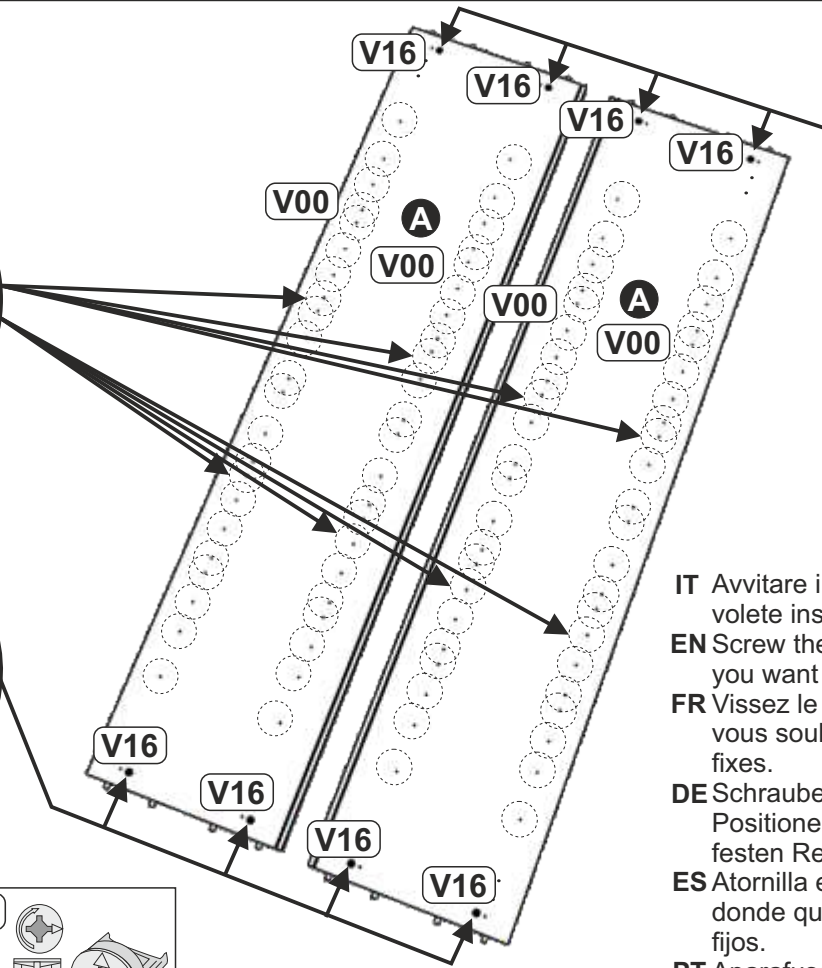 V16
V16
V16
V16
V00
A
V00
V00
A
V00
V16
V16
V16
V16
IT Avvitare i
volete ins
EN Screw the
you want
FR Vissez le
vous soul
fixes.
DE Schraube
Positione
festen Re
ES Atornilla e
donde qu
fijos.